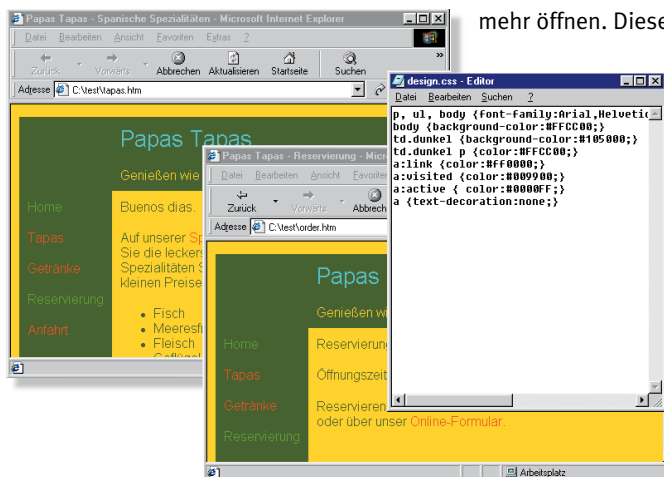 mehr öffnen. Diese
Papas Tapas - Spanische Spezialitäten - Microsoft Internet Explorer
Datei Bearbeiten Ansicht Favoriten Extras ?
Zurück Vorwärts Abbrechen Aktualisieren Startseite Suchen »
Adresse C:\test\tapas.htm
Papas Tapas
Genießen wie
Home
Tapas
Getränke
Reservierung
Anfahrt
Buenos dias.
Auf unserer
Sie die leckers
Spezialitäten
kleinen Preise
• Fisch
• Meeresfr
• Fleisch
Papas Tapas - Reservierung - Micr
Datei Bearbeiten Ansicht Favoriten
Zurück Vorwärts Abbrech
Adresse C:\test\order.htm
Papas
Genießen wi
Home
Tapas
Getränke
Reservierung
Reservierun
Öffnungszeit
Reservieren
oder über unser Online-Formular.
Arbeitsplatz
design.css - Editor
Datei Bearbeiten Suchen ?
p, ul, body {font-family:Arial,Helvetic
body {background-color:#FFCC00;}
td.dunkel {background-color:#105000;}
td.dunkel p {color:#FFCC00;}
a:link {color:#ff0000;}
a:visited {color:#009900;}
a:active { color:#0000FF;}
a {text-decoration:none;}